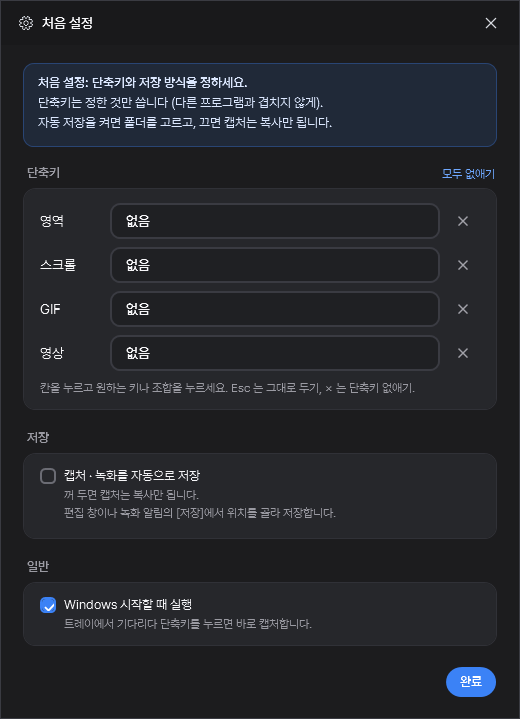 처음 설정
처음 설정: 단축키와 저장 방식을 정하세요.
단축키는 정한 것만 씁니다 (다른 프로그램과 겹치지 않게).
자동 저장을 켜면 폴더를 고르고, 끄면 캡처는 복사만 됩니다.
단축키
모두 없애기
영역
없음
스크롤
없음
GIF
없음
영상
없음
칸을 누르고 원하는 키나 조합을 누르세요. Esc 는 그대로 두기, × 는 단축키 없애기.
저장
캡처 · 녹화를 자동으로 저장
꺼 두면 캡처는 복사만 됩니다.
편집 창이나 녹화 알림의 [저장]에서 위치를 골라 저장합니다.
일반
Windows 시작할 때 실행
트레이에서 기다리다 단축키를 누르면 바로 캡처합니다.
완료